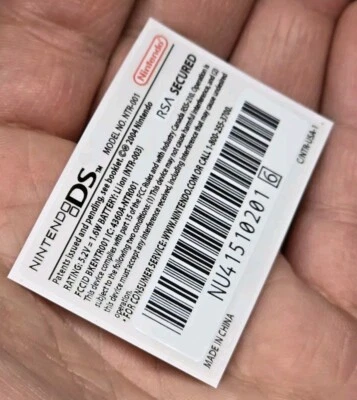 NINTENDO DS™
MODEL NO. NTR-001
Nintendo
Patents issued and pending, see booklet. ©® 2004 Nintendo
RSA SECURED
RATING: 5.2V⎓1.6W BATTERY: Li ion (NTR-003)
FCCID BKENTR001 IC:4250A-NTR001
This device complies with part 15 of the FCC Rules and with Industry Canada RSS-210. Operation is
subject to the following two conditions: (1) This device may not cause harmful interference, and (2)
this device must accept any interference received, including interference that may cause undesired
operation.
• FOR CONSUMER SERVICE: WWW.NINTENDO.COM OR CALL 1-800-255-3700.
NU41510201 6
MADE IN CHINA
C/NTR-USA-1